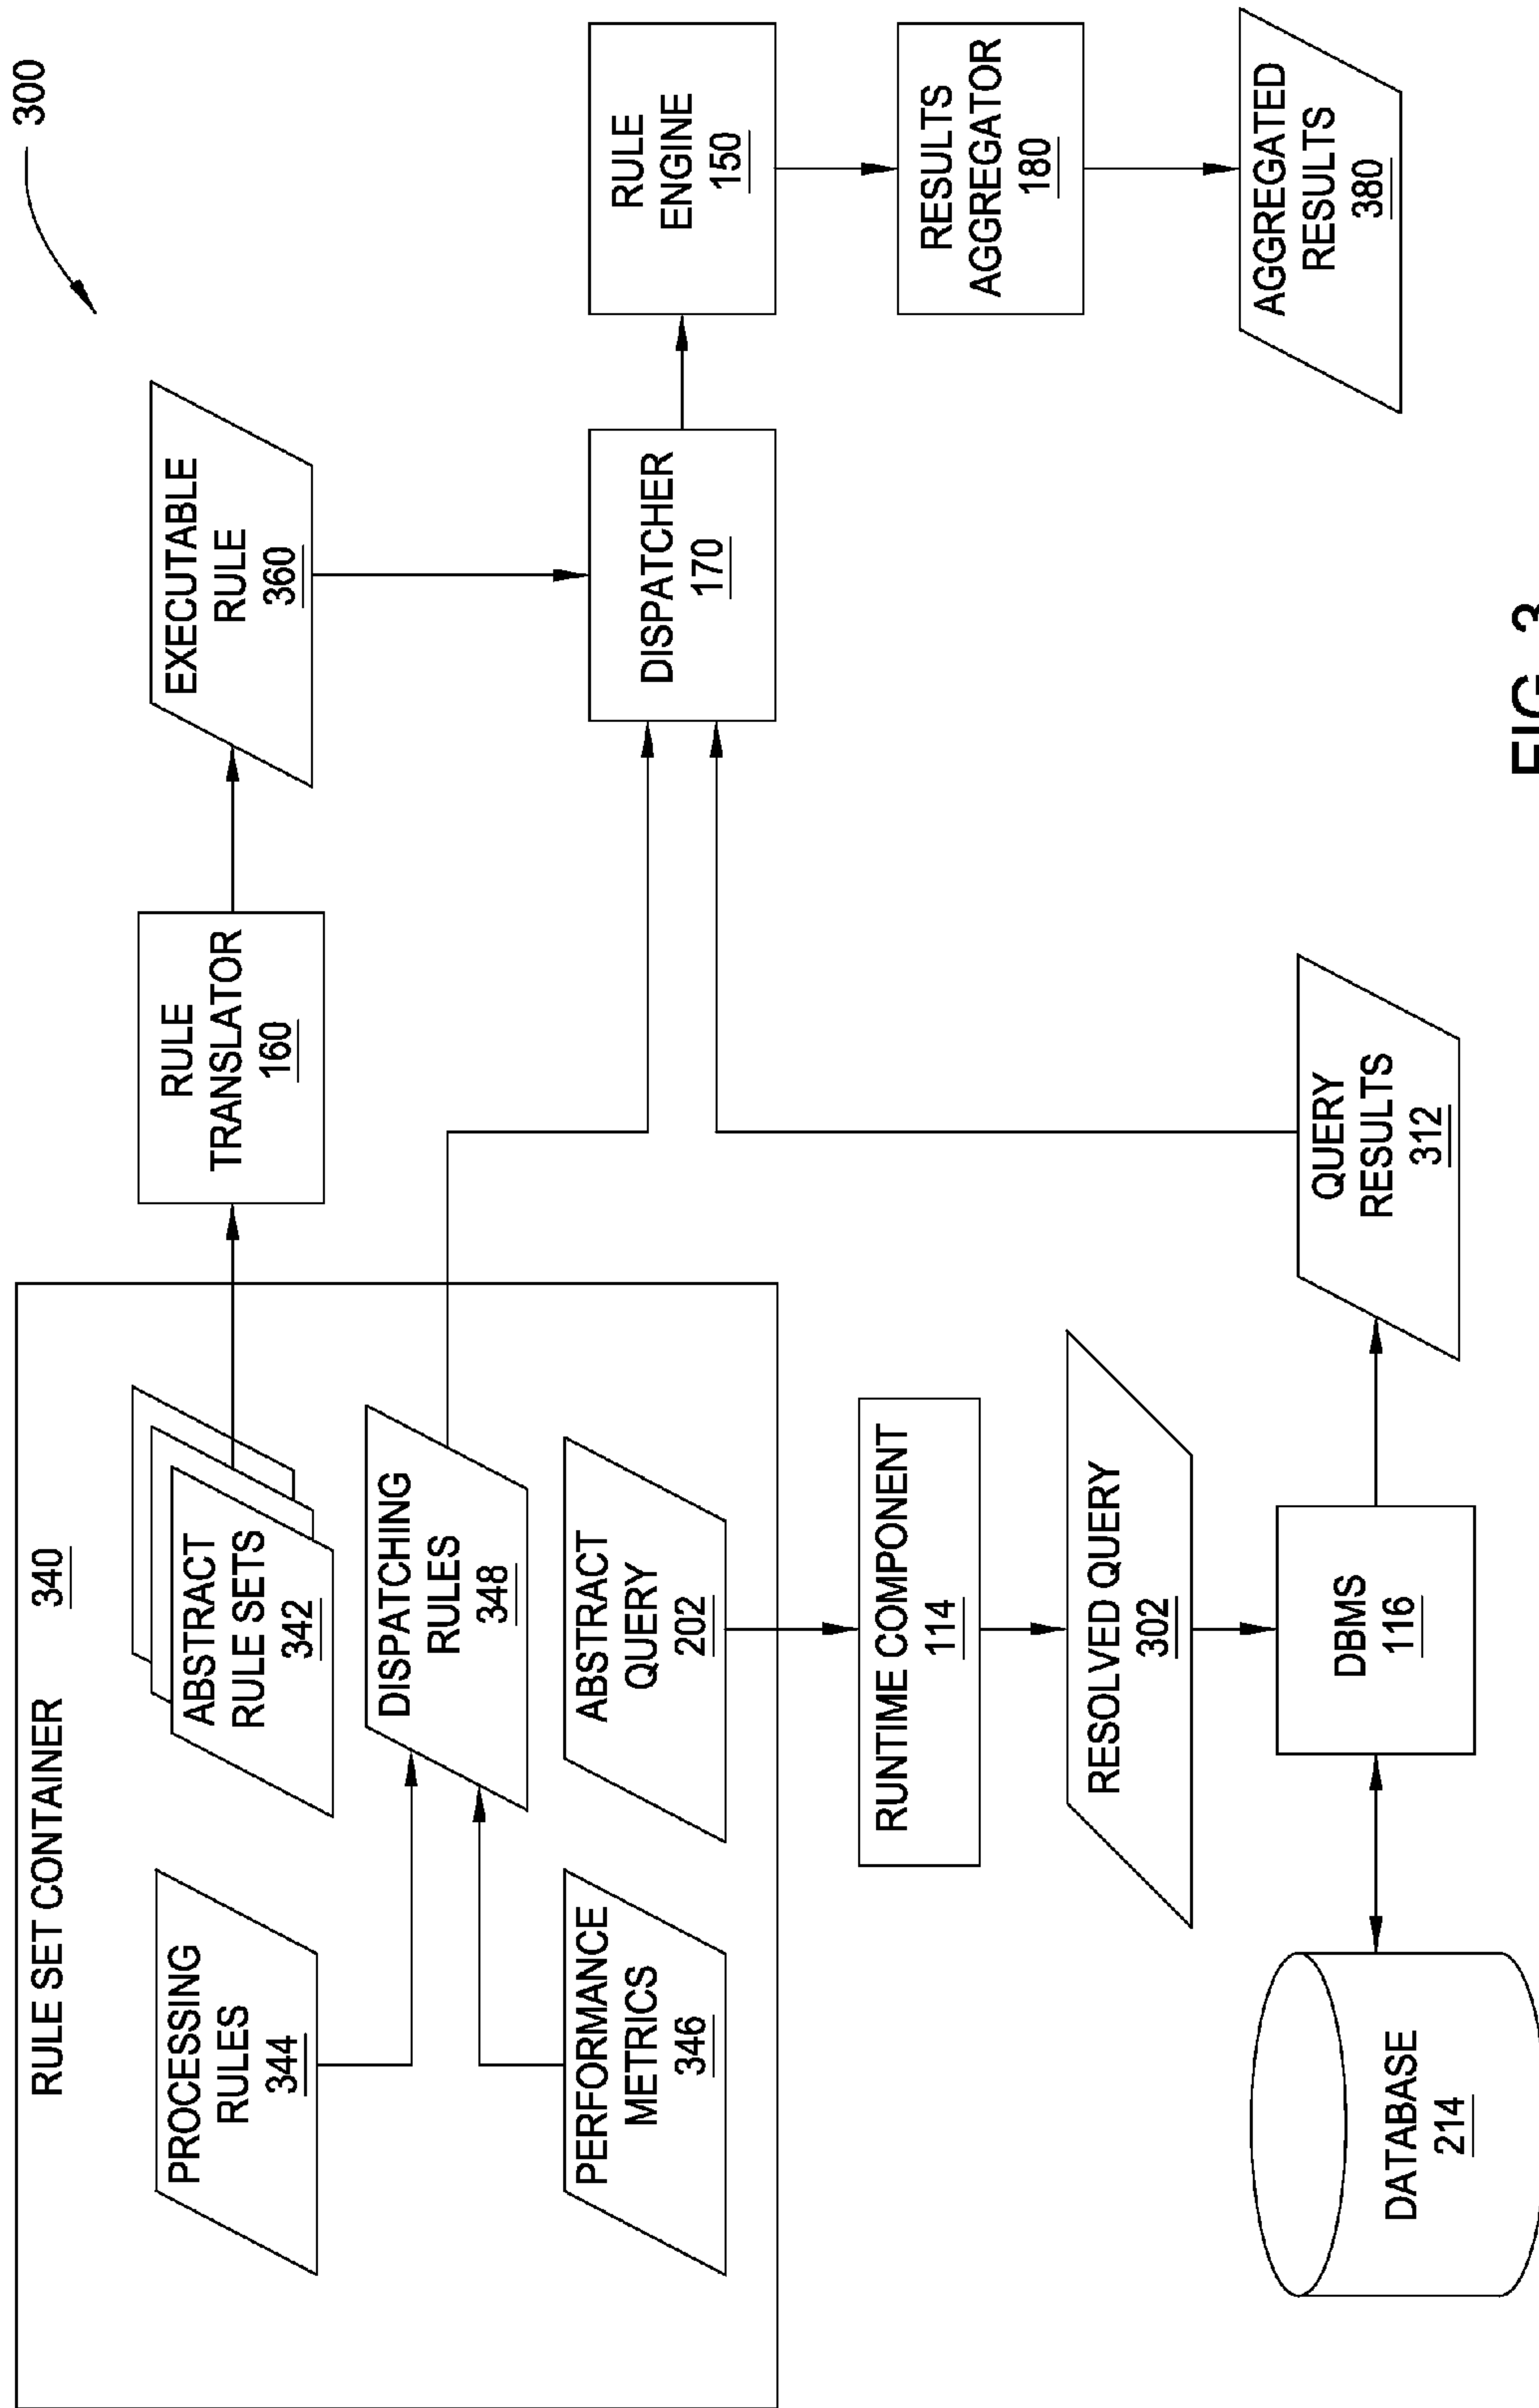 300
RULE SET CONTAINER 340
PROCESSING
RULES
344
ABSTRACT
RULE SETS
342
RULE
TRANSLATOR
160
EXECUTABLE
RULE
360
DISPATCHING
RULES
348
PERFORMANCE
METRICS
346
ABSTRACT
QUERY
202
DISPATCHER
170
RULE
ENGINE
150
RUNTIME COMPONENT
114
RESULTS
AGGREGATOR
180
RESOLVED QUERY
302
DATABASE
214
DBMS
116
QUERY
RESULTS
312
AGGREGATED
RESULTS
380
FIG. 3